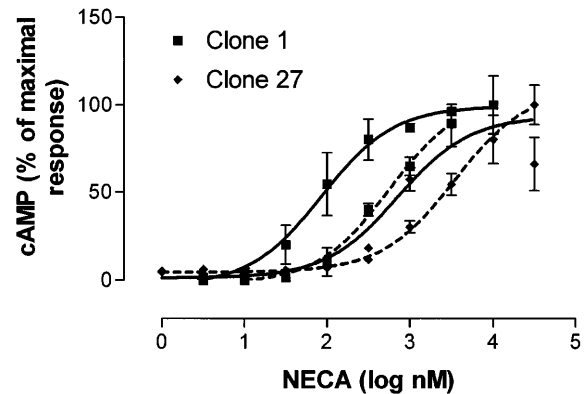 150
100
50
0
cAMP (% of maximal
response)
Clone 1
Clone 27
0 1 2 3 4 5
NECA (log nM)